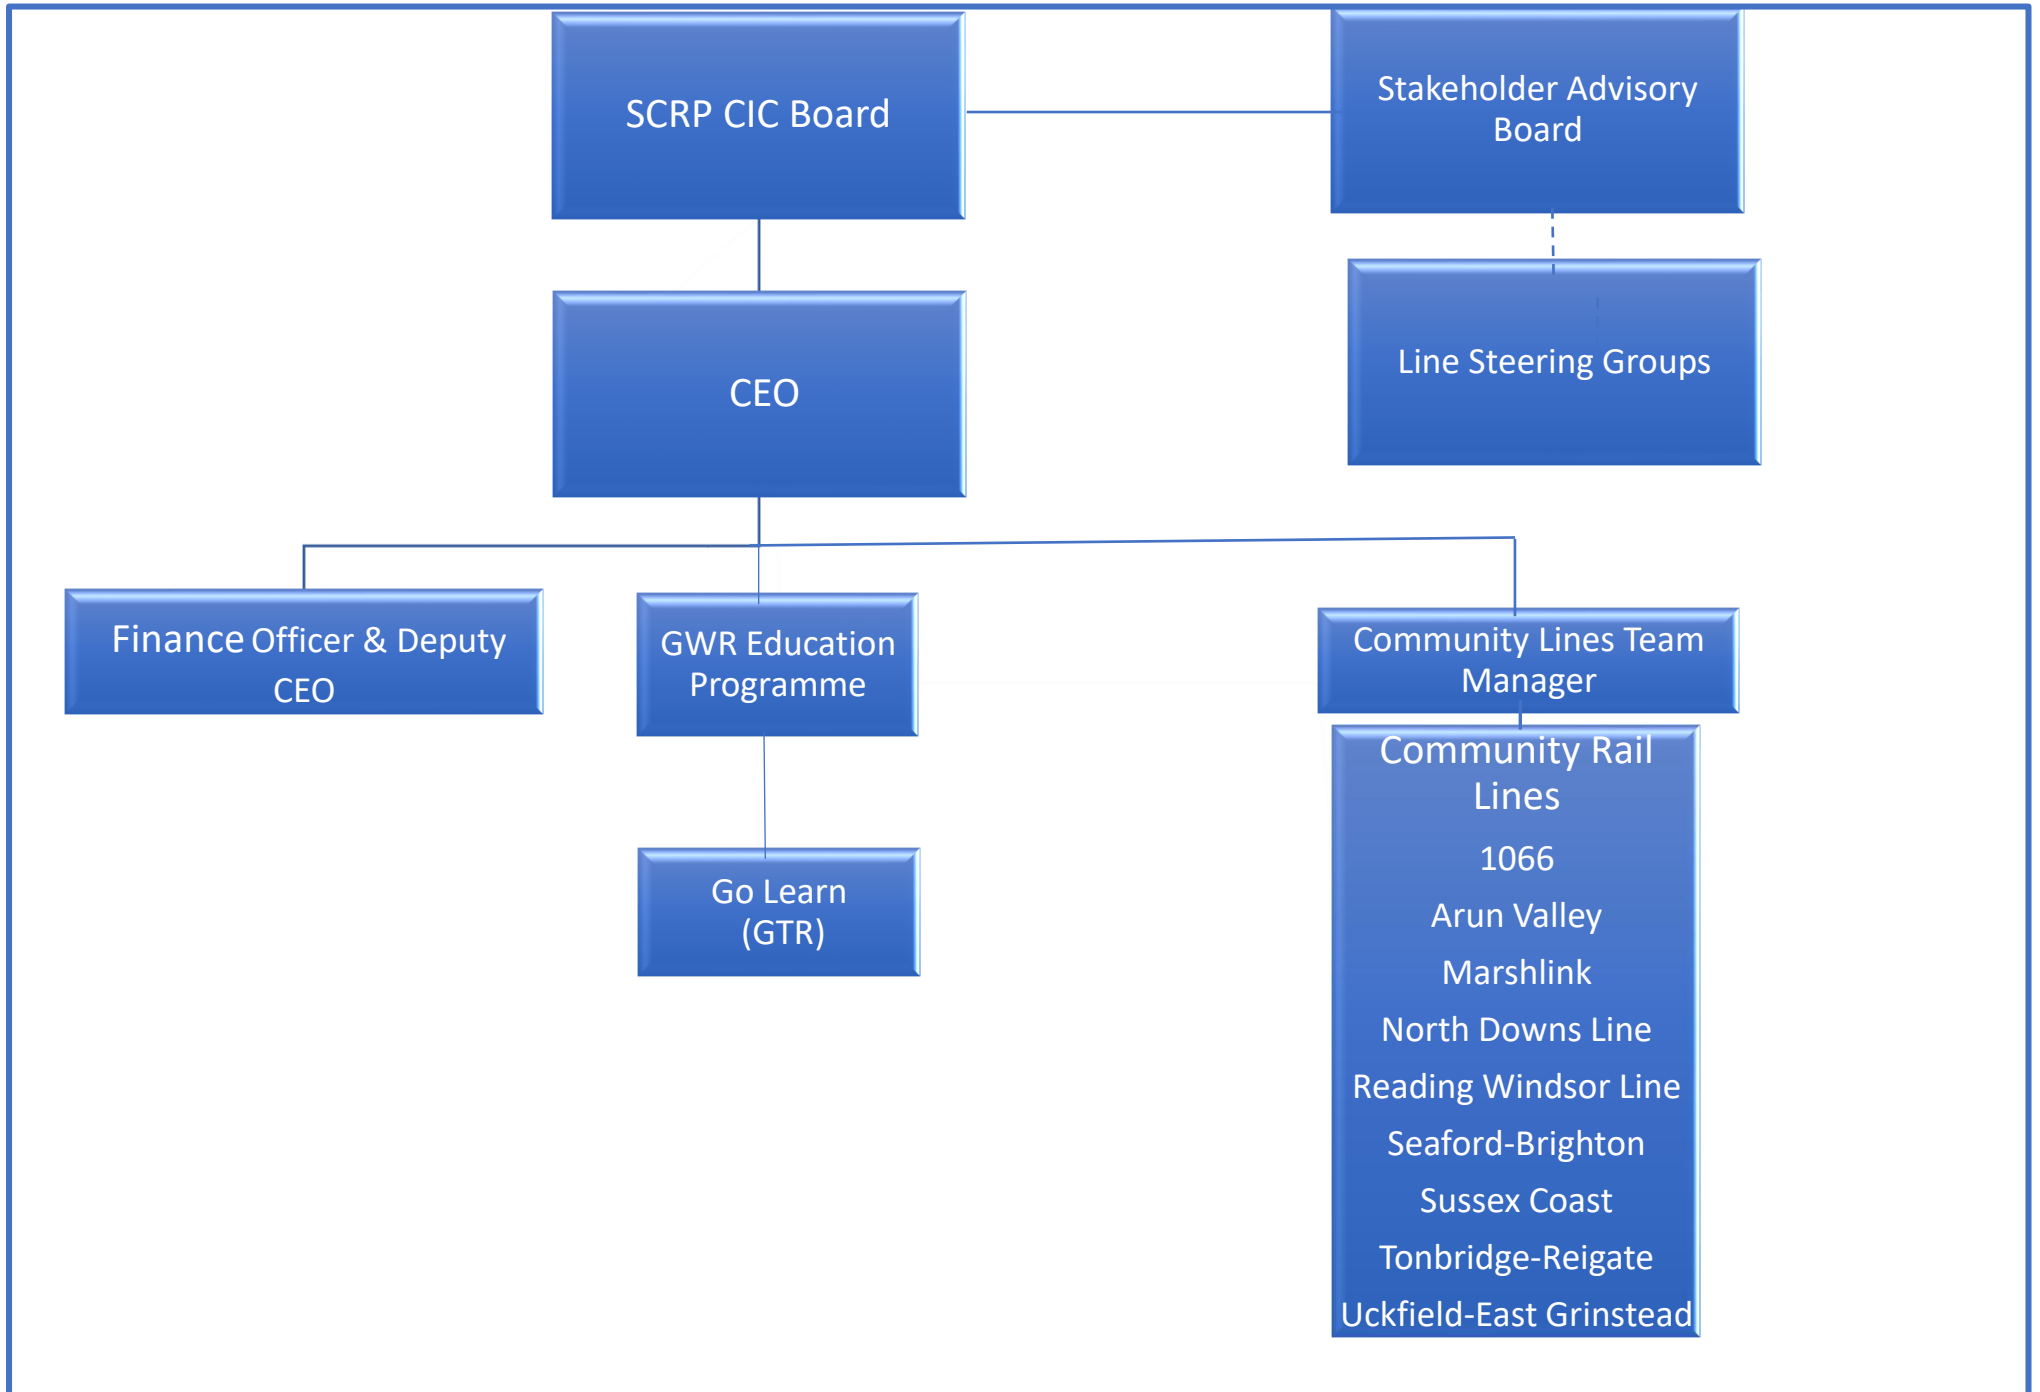 SCRP CIC Board
Stakeholder Advisory
Board
CEO
Line Steering Groups
Finance Officer & Deputy
CEO
GWR Education
Programme
Go Learn
(GTR)
Community Lines Team
Manager
Community Rail
Lines
1066
Arun Valley
Marshlink
North Downs Line
Reading Windsor Line
Seaford-Brighton
Sussex Coast
Tonbridge-Reigate
Uckfield-East Grinstead